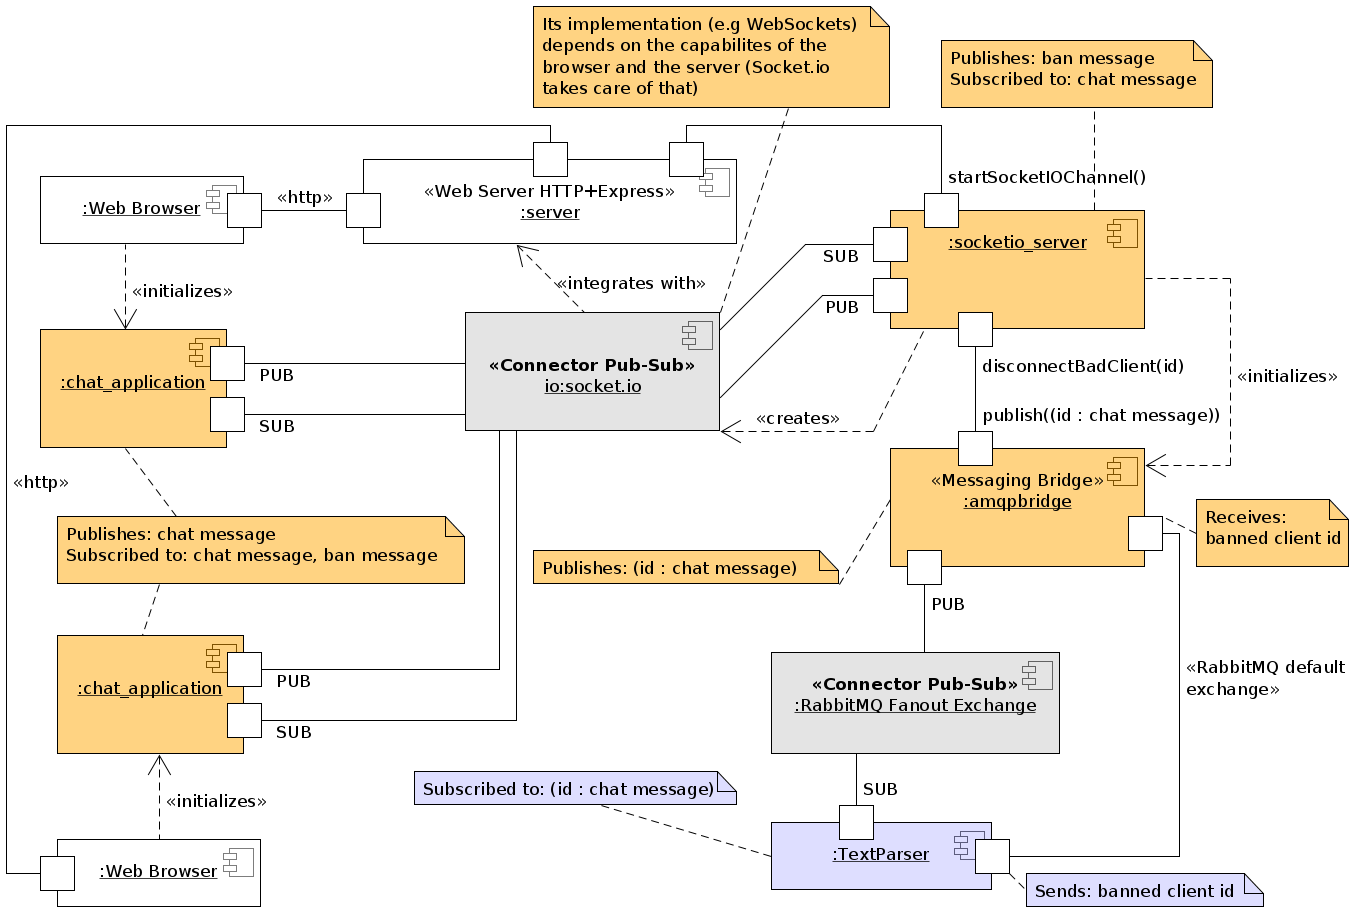 Its implementation (e.g WebSockets)
depends on the capabilites of the
browser and the server (Socket.io
takes care of that)
Publishes: ban message
Subscribed to: chat message
:Web Browser
«http»
«Web Server HTTP+Express»
:server
startSocketIOChannel()
:socketio_server
SUB
PUB
«initializes»
«integrates with»
:chat_application
PUB
SUB
«Connector Pub-Sub»
io:socket.io
«creates»
disconnectBadClient(id)
publish((id : chat message))
«initializes»
«http»
Publishes: chat message
Subscribed to: chat message, ban message
«Messaging Bridge»
:amqpbridge
Receives:
banned client id
Publishes: (id : chat message)
PUB
:chat_application
PUB
SUB
«Connector Pub-Sub»
:RabbitMQ Fanout Exchange
«RabbitMQ default
exchange»
«initializes»
Subscribed to: (id : chat message)
SUB
:Web Browser
:TextParser
Sends: banned client id